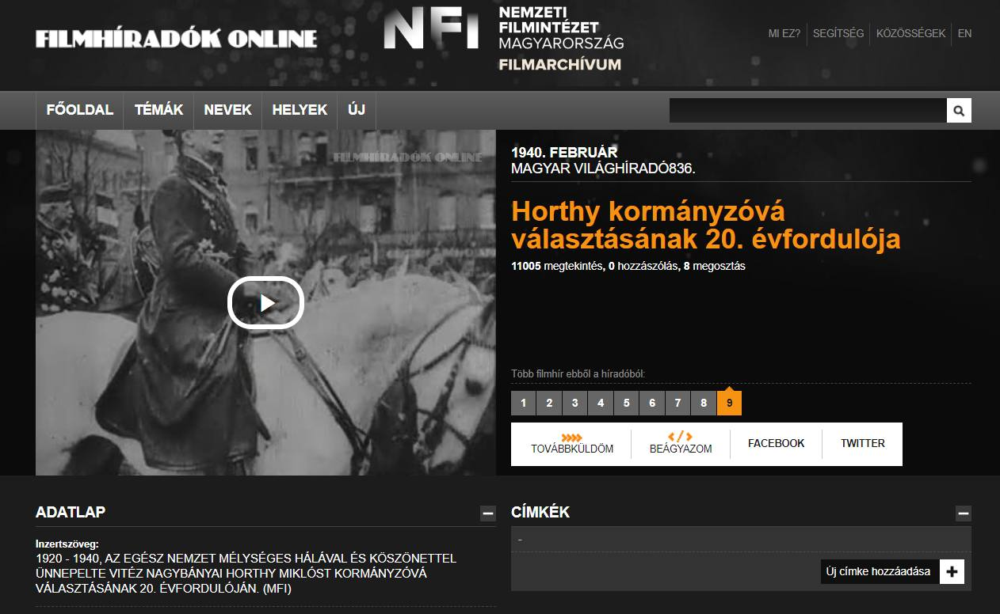 FILMHÍRADÓK ONLINE
NFI
NEMZETI
FILMINTÉZET
MAGYARORSZÁG
FILMARCHÍVUM
MI EZ? SEGÍTSÉG KÖZÖSSÉGEK EN
FŐOLDAL TÉMÁK NEVEK HELYEK ÚJ
FILMHÍRADÓK ONLINE
1940. FEBRUÁR
MAGYAR VILÁGHÍRADÓ836.
Horthy kormányzóvá
választásának 20. évfordulója
11005 megtekintés, 0 hozzászólás, 8 megosztás
Több filmhír ebből a híradóból:
1 2 3 4 5 6 7 8 9
TOVÁBBKÜLDÖM BEÁGYAZOM FACEBOOK TWITTER
ADATLAP
Inzertszöveg:
1920 - 1940, AZ EGÉSZ NEMZET MÉLYSÉGES HÁLÁVAL ÉS KÖSZÖNETTEL
ÜNNEPELTE VITÉZ NAGYBÁNYAI HORTHY MIKLÓST KORMÁNYZÓVÁ
VÁLASZTÁSÁNAK 20. ÉVFORDULÓJÁN. (MFI)
CÍMKÉK
-
Új címke hozzáadása